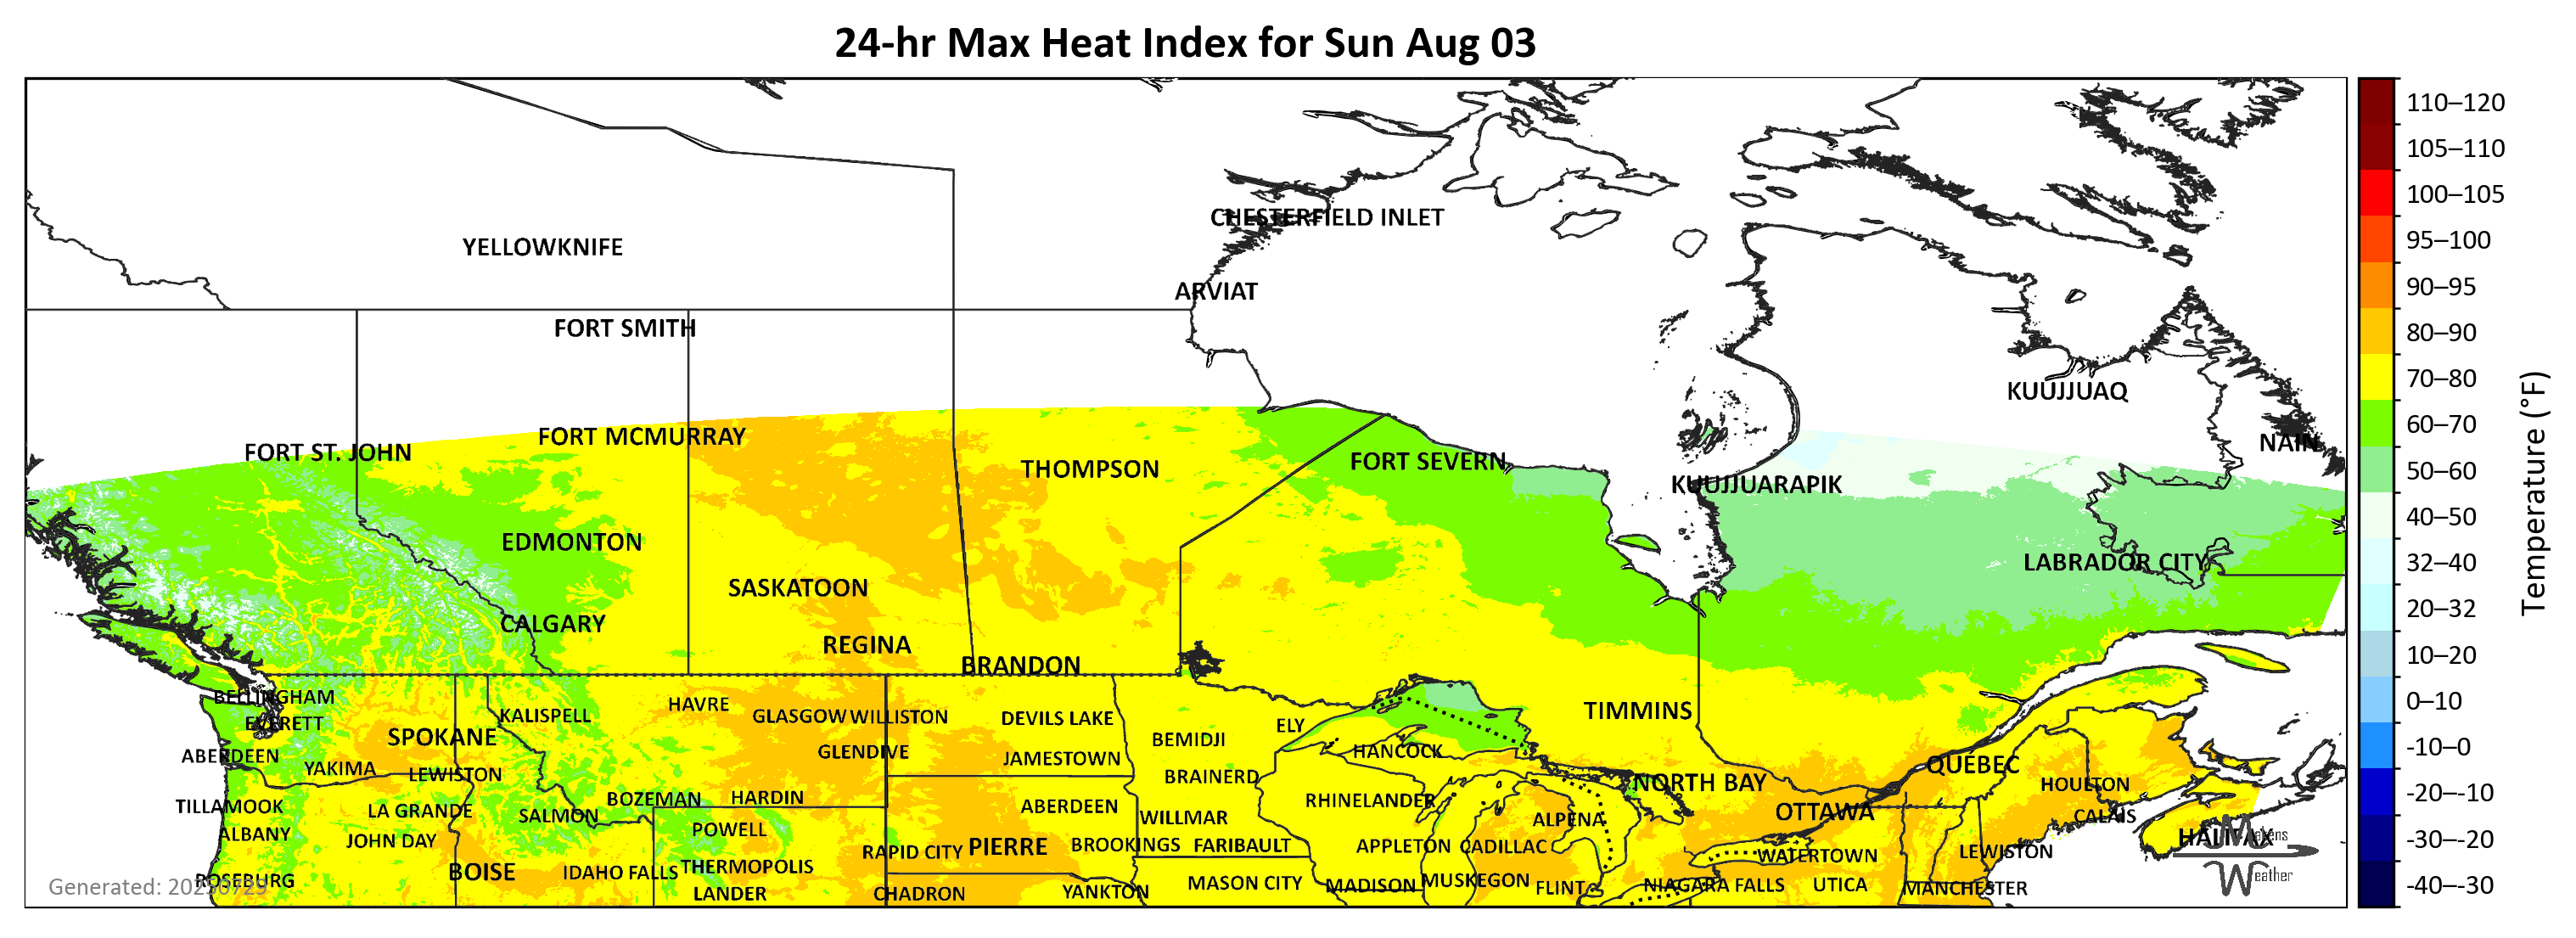 24-hr Max Heat Index for Sun Aug 03
CHESTERFIELD INLET
YELLOWKNIFE
ARVIAT
FORT SMITH
KUUJJUAQ
FORT MCMURRAY
NAIN
FORT ST. JOHN
FORT SEVERN
THOMPSON
KUUJJUARAPIK
EDMONTON
LABRADOR CITY
SASKATOON
CALGARY
REGINA
BRANDON
BELLINGHAM
HAVRE
TIMMINS
KALISPELL
GLASGOW
WILLISTON
DEVILS LAKE
EVERETT
ELY
SPOKANE
BEMIDJI
HANCOCK
GLENDIVE
ABERDEEN
JAMESTOWN
QUÉBEC
YAKIMA
LEWISTON
BRAINERD
NORTH BAY
HOULTON
BOZEMAN
HARDIN
RHINELANDER
TILLAMOOK
ABERDEEN
LA GRANDE
OTTAWA
SALMON
WILLMAR
CALAIS
ALPENA
POWELL
ALBANY
HALIFAX
JOHN DAY
BROOKINGS
FARIBAULT
APPLETON
CADILLAC
PIERRE
RAPID CITY
LEWISTON
WATERTOWN
THERMOPOLIS
BOISE
IDAHO FALLS
ROSEBURG
MUSKEGON
MASON CITY
NIAGARA FALLS
UTICA
MADISON
FLINT
MANCHESTER
YANKTON
LANDER
CHADRON
Generated: 20250729
Weather
110–120
105–110
100–105
95–100
90–95
80–90
70–80
60–70
50–60
40–50
32–40
20–32
10–20
0–10
-10–0
-20–-10
-30–-20
-40–-30
Temperature (°F)